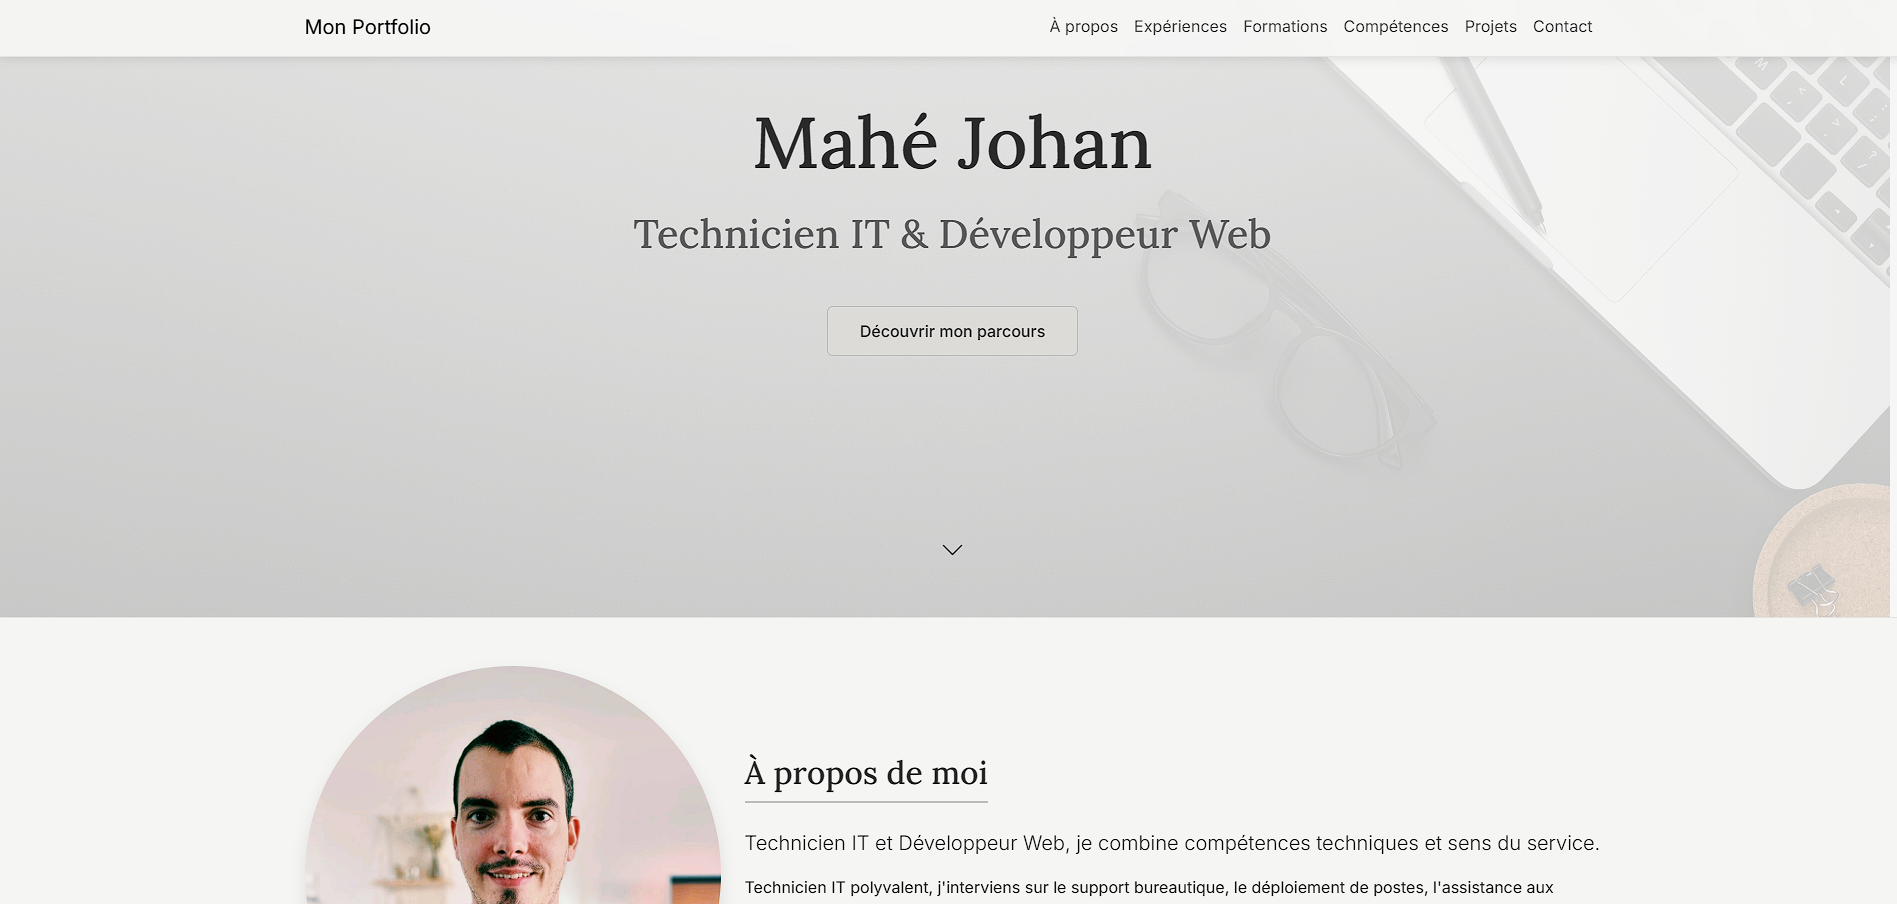 Mon Portfolio
À propos Expériences Formations Compétences Projets Contact
Mahé Johan
Technicien IT & Développeur Web
Découvrir mon parcours
À propos de moi
Technicien IT et Développeur Web, je combine compétences techniques et sens du service.
Technicien IT polyvalent, j'interviens sur le support bureautique, le déploiement de postes, l'assistance aux